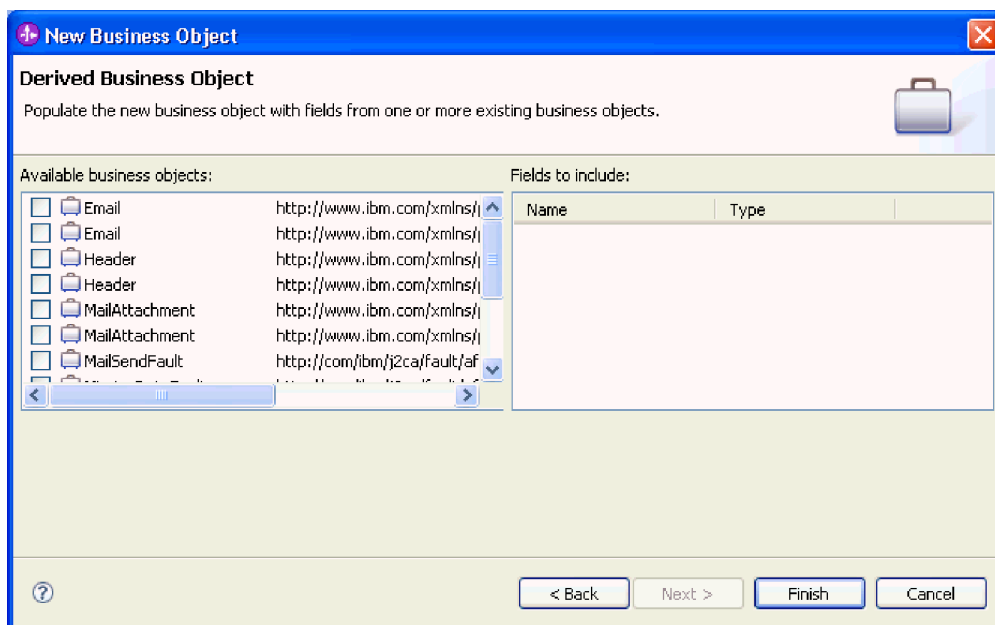 New Business Object
Derived Business Object
Populate the new business object with fields from one or more existing business objects.
Available business objects:
Fields to include:
Email http://www.ibm.com/xmlns/
Email http://www.ibm.com/xmlns/
Header http://www.ibm.com/xmlns/
Header http://www.ibm.com/xmlns/
MailAttachment http://www.ibm.com/xmlns/
MailAttachment http://www.ibm.com/xmlns/
MailSendFault http://com/ibm/j2ca/fault/af
Name Type
< Back Next > Finish Cancel